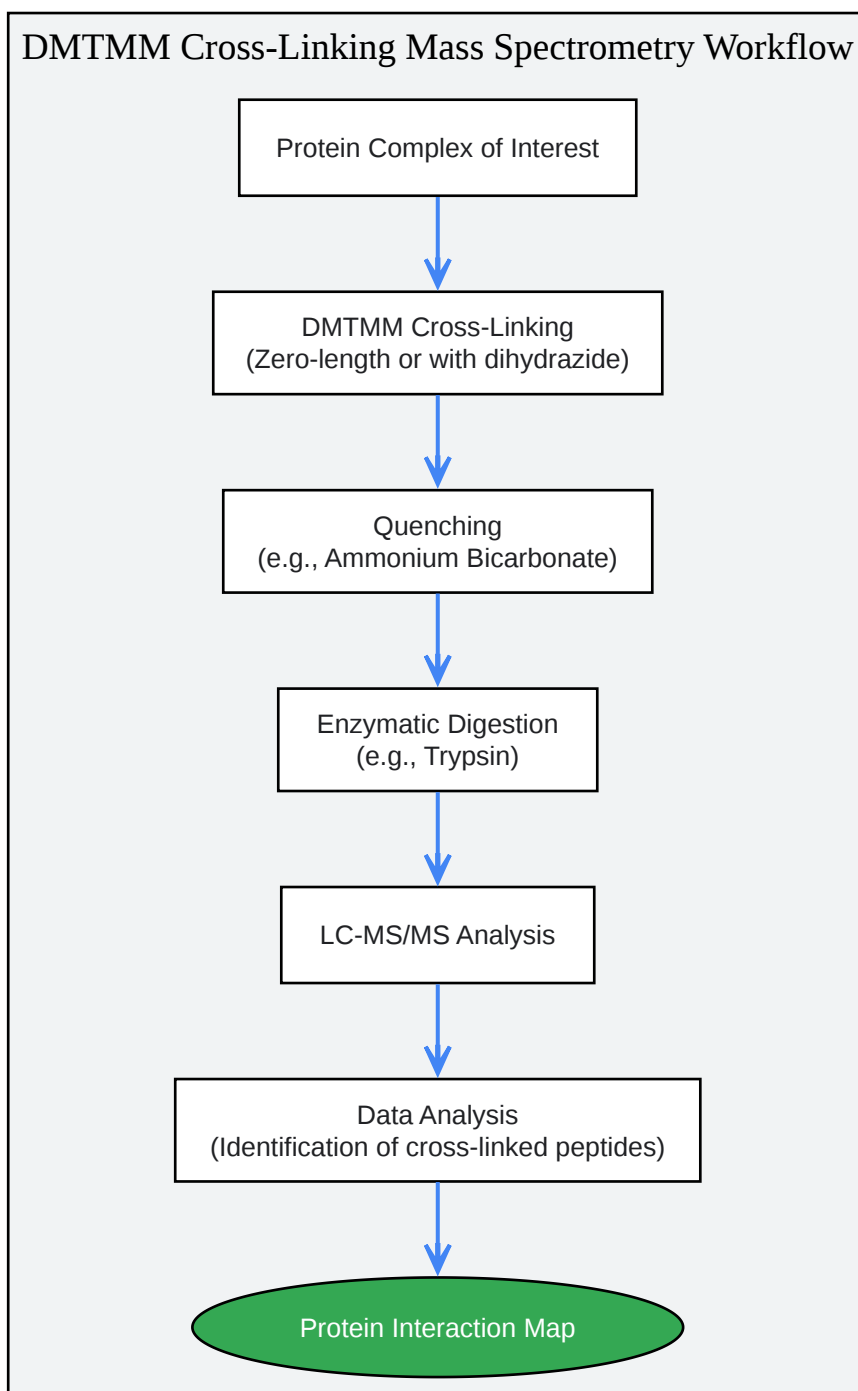 DMTMM Cross-Linking Mass Spectrometry Workflow
Protein Complex of Interest
DMTMM Cross-Linking
(Zero-length or with dihydrazide)
Quenching
(e.g., Ammonium Bicarbonate)
Enzymatic Digestion
(e.g., Trypsin)
LC-MS/MS Analysis
Data Analysis
(Identification of cross-linked peptides)
Protein Interaction Map